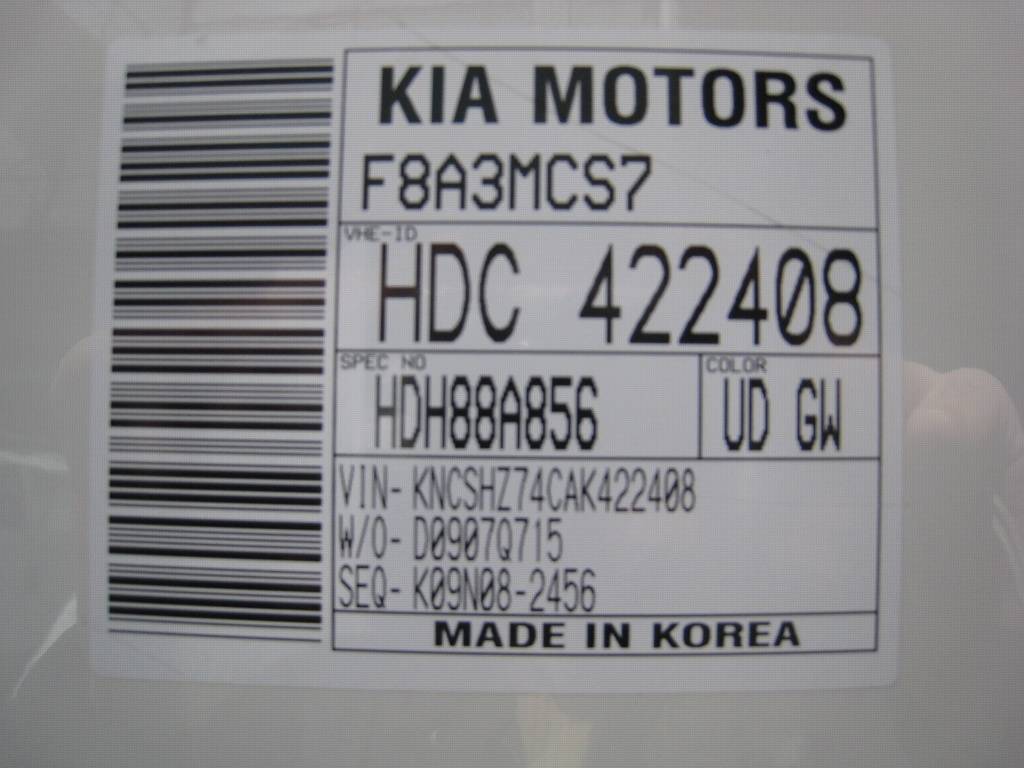 KIA MOTORS
F8A3MCS7
VHE-ID
HDC 422408
SPEC NO
HDH88A856
COLOR
UD GW
VIN- KNCSHZ74CAK422408
W/O- D0907Q715
SEQ- K09N08-2456
MADE IN KOREA